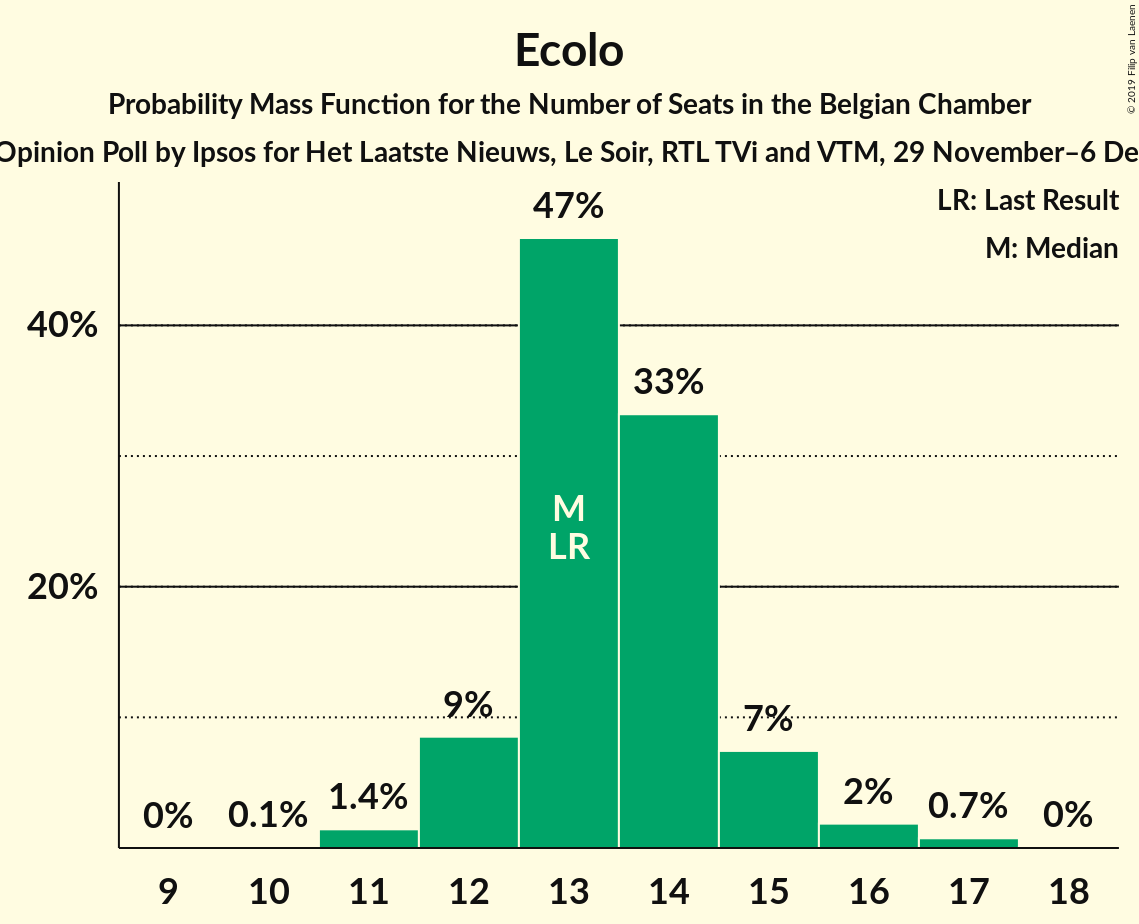 Ecolo
Probability Mass Function for the Number of Seats in the Belgian Chamber
Opinion Poll by Ipsos for Het Laatste Nieuws, Le Soir, RTL TVi and VTM, 29 November–6 De
© 2019 Filip van Laenen
LR: Last Result
M: Median
47%
40%
33%
M
LR
20%
9%
7%
1.4%
2%
0.7%
0%
0.1%
0%
9 10 11 12 13 14 15 16 17 18